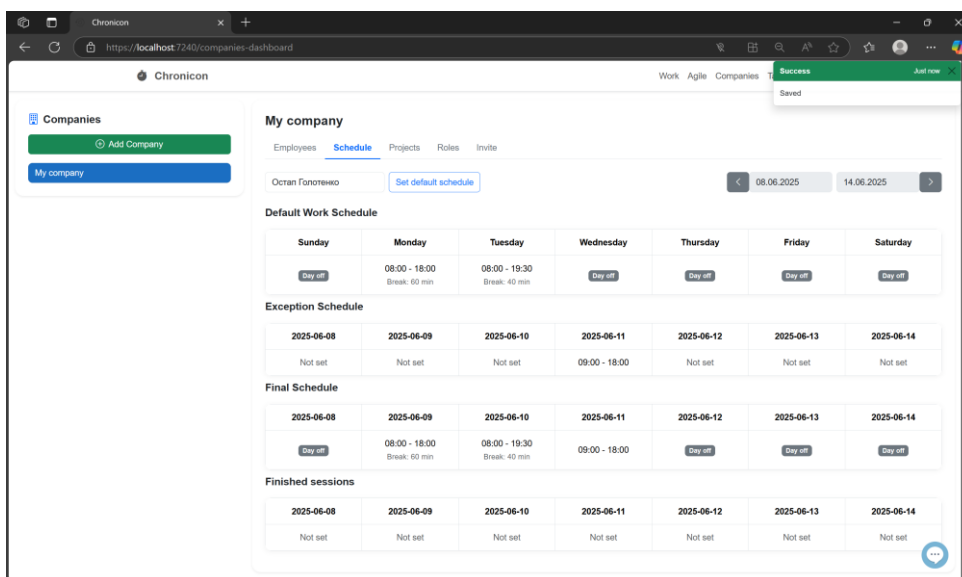 Chronicon
https://localhost:7240/companies-dashboard
Chronicon
Work Agile Companies
Success Just now
Saved
Companies
Add Company
My company
My company
Employees Schedule Projects Roles Invite
Остап Голотенко Set default schedule 08.06.2025 14.06.2025
Default Work Schedule
Sunday Monday Tuesday Wednesday Thursday Friday Saturday
Day off 08:00 - 18:00 08:00 - 19:30 Day off Day off Day off Day off
Break: 60 min Break: 40 min
Exception Schedule
2025-06-08 2025-06-09 2025-06-10 2025-06-11 2025-06-12 2025-06-13 2025-06-14
Not set Not set Not set 09:00 - 18:00 Not set Not set Not set
Final Schedule
2025-06-08 2025-06-09 2025-06-10 2025-06-11 2025-06-12 2025-06-13 2025-06-14
Day off 08:00 - 18:00 08:00 - 19:30 09:00 - 18:00 Day off Day off Day off
Break: 60 min Break: 40 min
Finished sessions
2025-06-08 2025-06-09 2025-06-10 2025-06-11 2025-06-12 2025-06-13 2025-06-14
Not set Not set Not set Not set Not set Not set Not set